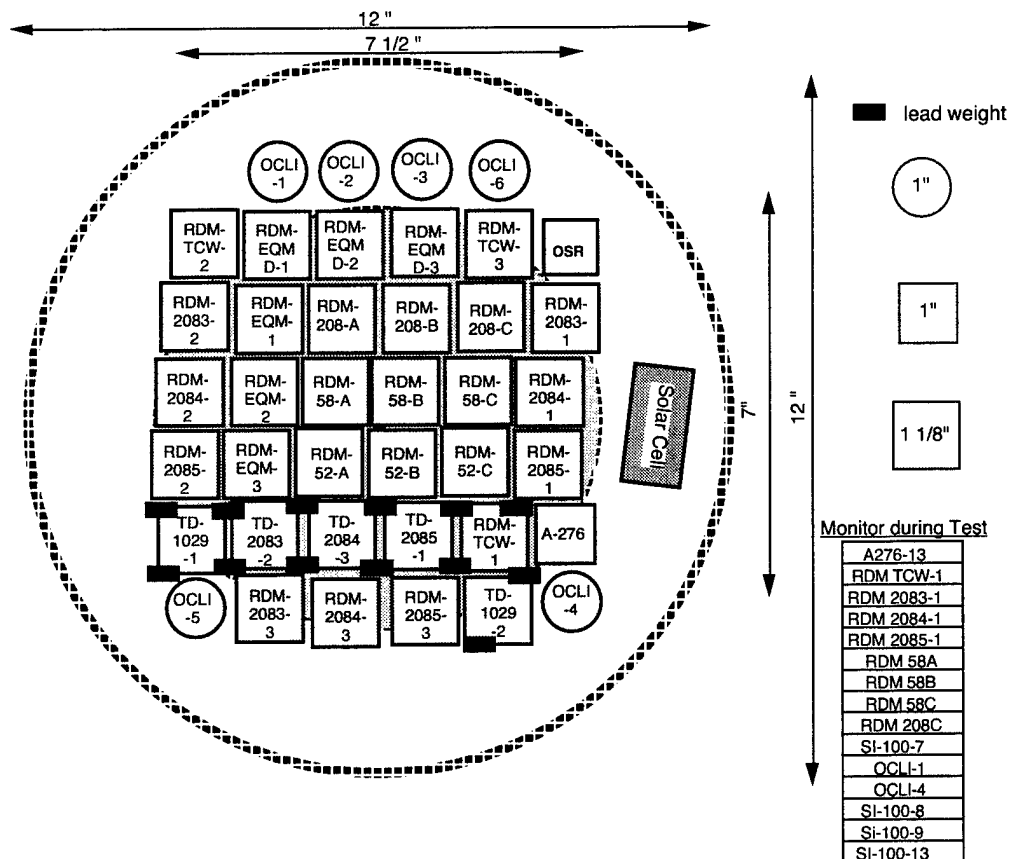 12 "
7 1/2 "
lead weight
OCLI
-1
OCLI
-2
OCLI
-3
OCLI
-6
1"
RDM-
TCW-
2
RDM-
EQM
D-1
RDM-
EQM
D-2
RDM-
EQM
D-3
RDM-
TCW-
3
OSR
RDM-
2083-
2
RDM-
EQM-
1
RDM-
208-A
RDM-
208-B
RDM-
208-C
RDM-
2083-
1
1"
RDM-
2084-
2
RDM-
EQM-
2
RDM-
58-A
RDM-
58-B
RDM-
58-C
RDM-
2084-
1
Solar Cell
7"
12 "
RDM-
2085-
2
RDM-
EQM-
3
RDM-
52-A
RDM-
52-B
RDM-
52-C
RDM-
2085-
1
1 1/8"
TD-
1029
-1
TD-
2083
-2
TD-
2084
-3
TD-
2085
-1
RDM-
TCW-
1
A-276
OCLI
-5
RDM-
2083-
3
RDM-
2084-
3
RDM-
2085-
3
TD-
1029
-2
OCLI
-4
Monitor during Test
A276-13
RDM TCW-1
RDM 2083-1
RDM 2084-1
RDM 2085-1
RDM 58A
RDM 58B
RDM 58C
RDM 208C
SI-100-7
OCLI-1
OCLI-4
SI-100-8
Si-100-9
SI-100-13